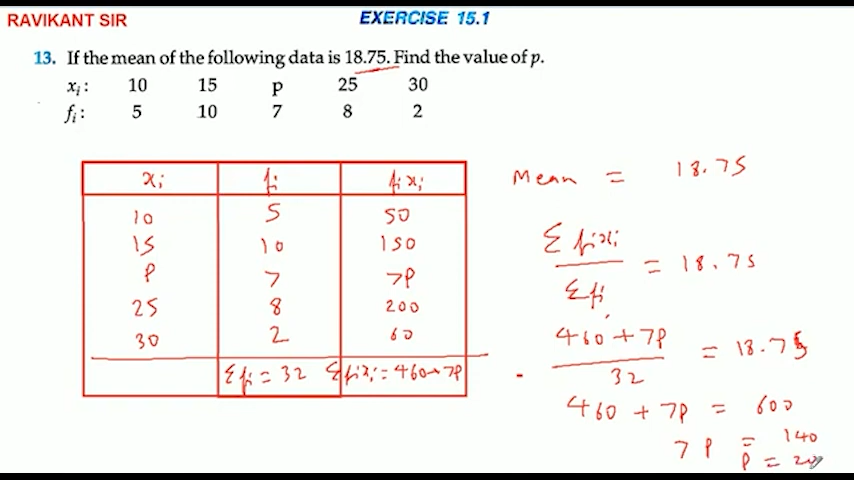 RAVIKANT SIR
EXERCISE 15.1
13. If the mean of the following data is 18.75. Find the value of p.
xi: 10 15 p 25 30
fi: 5 10 7 8 2
xi fi fixi
10 5 50
15 10 150
P 7 7P
25 8 200
30 2 60
Σfi = 32 Σfixi = 460+7P
Mean = 18.75
Σfixi
Σfi
= 18.75
460 + 7P
32
= 18.75
460 + 7P = 600
7P = 140
P = 20